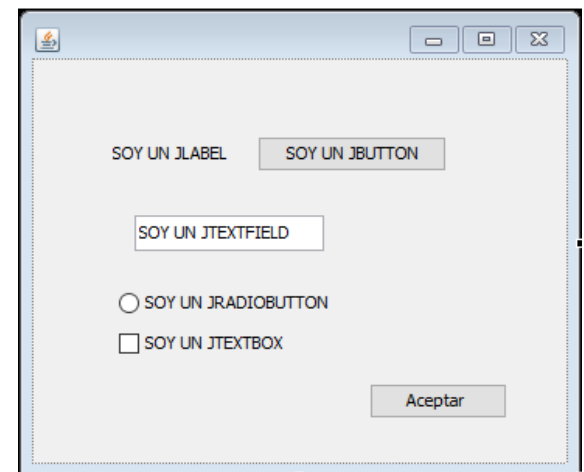 SOY UN JLABEL SOY UN JBUTTON
SOY UN JTEXTFIELD
SOY UN JRADIOBUTTON
SOY UN JTEXTBOX
Aceptar